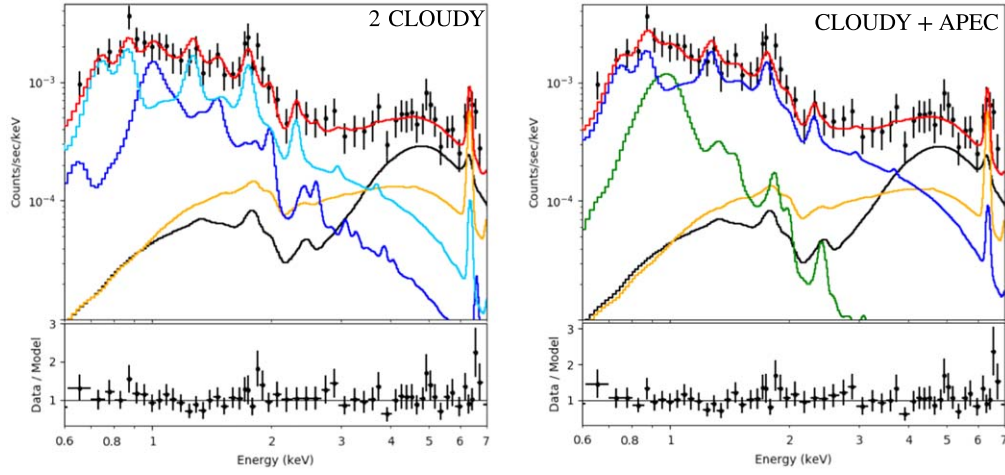 2 CLOUDY
Counts/sec/keV
10⁻³
10⁻⁴
Data / Model
3
2
1
0.6 0.8 1 2 3 4 5 6 7
Energy (keV)
CLOUDY + APEC
Counts/sec/keV
10⁻³
10⁻⁴
Data / Model
3
2
1
0.6 0.8 1 2 3 4 5 6 7
Energy (keV)